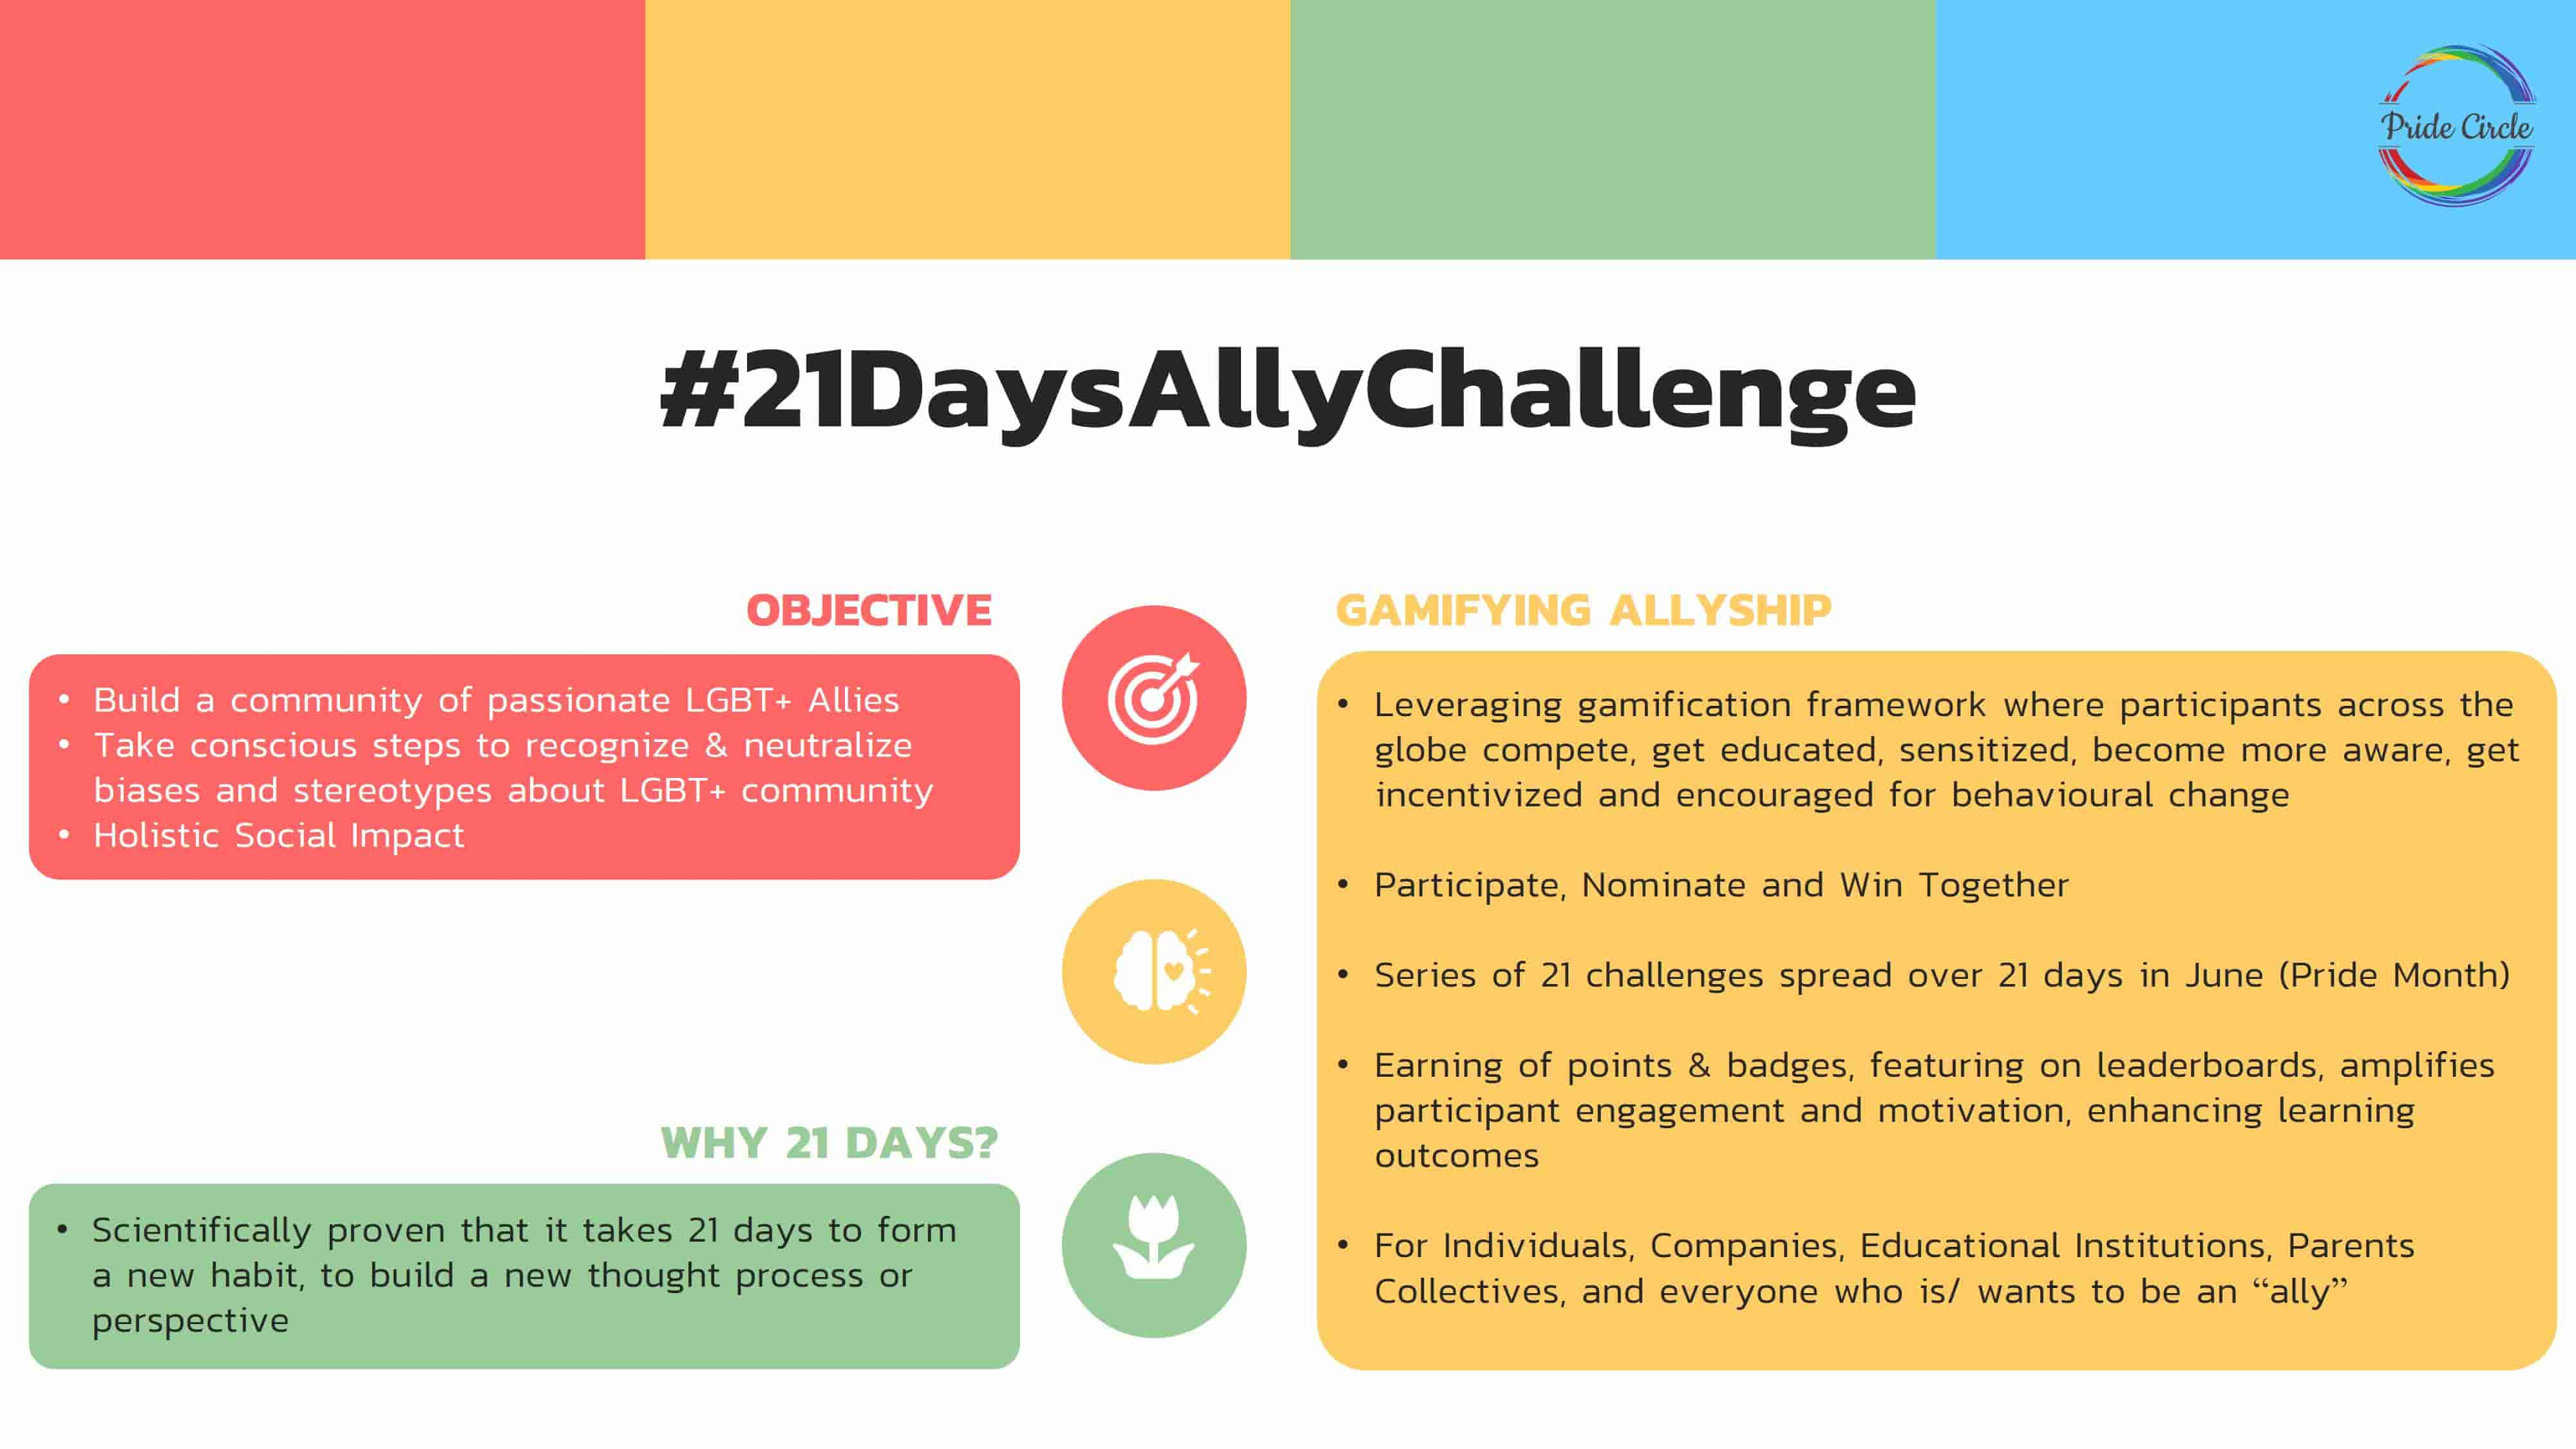 Pride Circle
#21DaysAllyChallenge
OBJECTIVE
• Build a community of passionate LGBT+ Allies
• Take conscious steps to recognize & neutralize
biases and stereotypes about LGBT+ community
• Holistic Social Impact
WHY 21 DAYS?
• Scientifically proven that it takes 21 days to form
a new habit, to build a new thought process or
perspective
GAMIFYING ALLYSHIP
• Leveraging gamification framework where participants across the
globe compete, get educated, sensitized, become more aware, get
incentivized and encouraged for behavioural change
• Participate, Nominate and Win Together
• Series of 21 challenges spread over 21 days in June (Pride Month)
• Earning of points & badges, featuring on leaderboards, amplifies
participant engagement and motivation, enhancing learning
outcomes
• For Individuals, Companies, Educational Institutions, Parents
Collectives, and everyone who is/ wants to be an “ally”